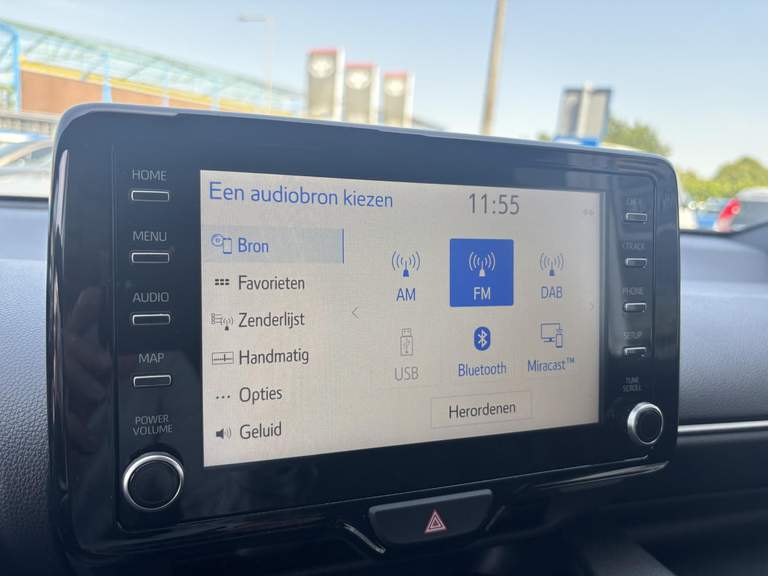 HOME
MENU
AUDIO
MAP
POWER
VOLUME
Een audiobron kiezen
11:55
Bron
Favorieten
Zenderlijst
Handmatig
Opties
Geluid
AM
FM
DAB
USB
Bluetooth
Miracast™
Herordenen
TRACK
PHONE
SETUP
TUNE
SCROLL